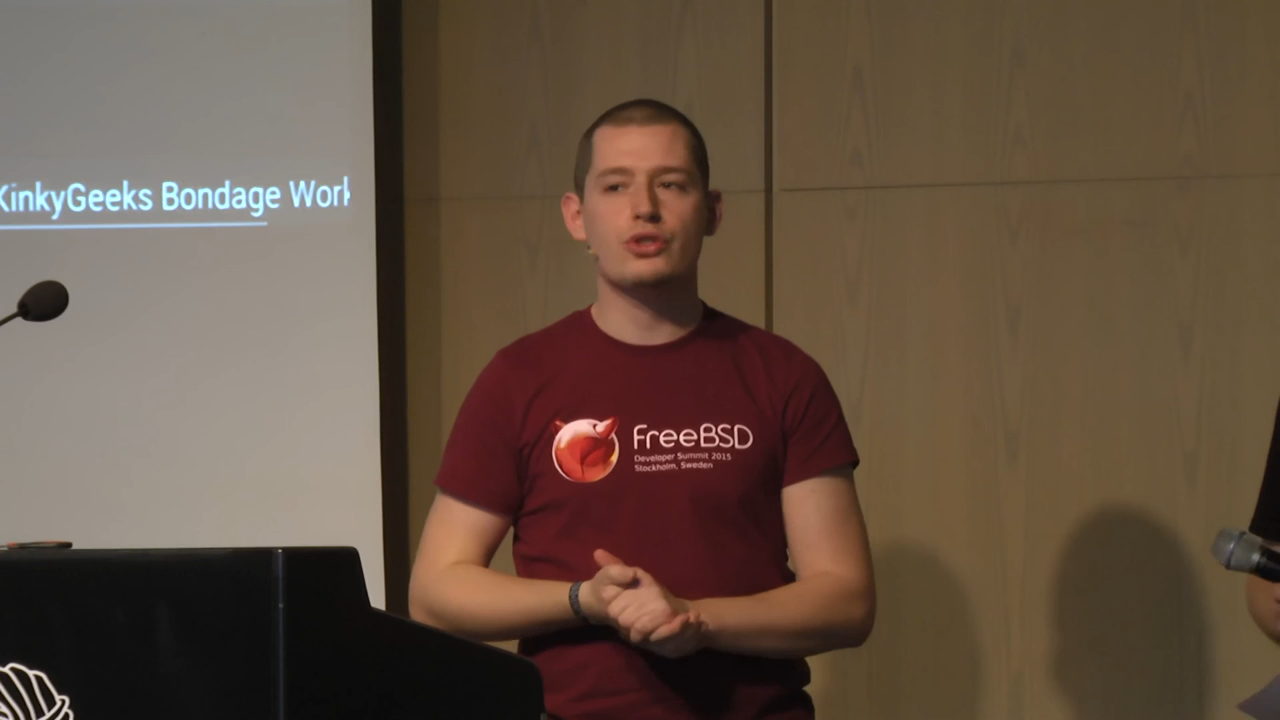 KinkyGeeks Bondage Work
FreeBSD
Developer Summit 2015
Stockholm, Sweden